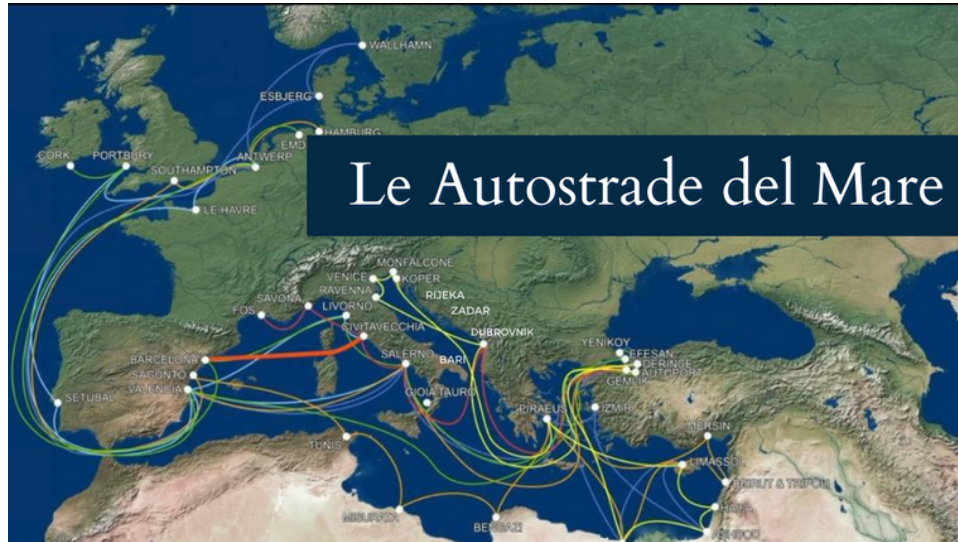 WALLHAMN
ESBJERG
HAMBURG
EMD
CORK
PORTBURY
ANTWERP
SOUTHAMPTON
LE HAVRE
Le Autostrade del Mare
MONFALCONE
VENICE
KOPER
RAVENNA
RIJEKA
SAVONA
FOS
LIVORNO
ZADAR
CIVITAVECCHIA
DUBROVNIK
YENIKOY
EFESAN
BARCELONA
SALERNO
BARI
DERINCE
SAGUNTO
AUTOPORT
GEMLIK
VALENCIA
SETUBAL
GIOIA TAURO
PIRAEUS
IZMIR
TUNIS
MERSIN
LIMASSOL
BEIRUT & TRIPOLI
MISURATA
HAIFA
BENGAZI
ASHDOD